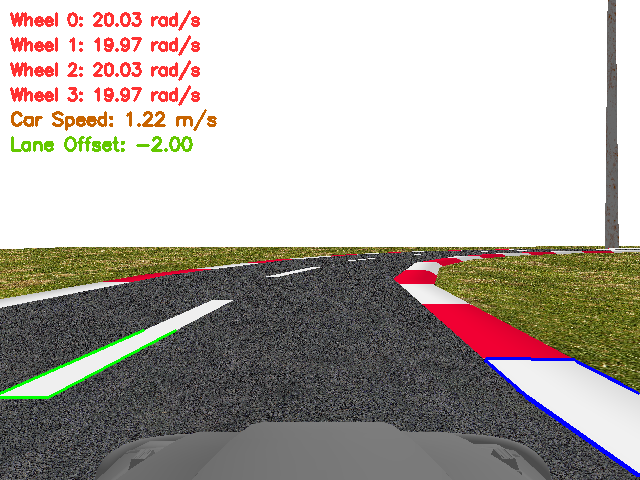 Wheel 0: 20.03 rad/s
Wheel 1: 19.97 rad/s
Wheel 2: 20.03 rad/s
Wheel 3: 19.97 rad/s
Car Speed: 1.22 m/s
Lane Offset: -2.00